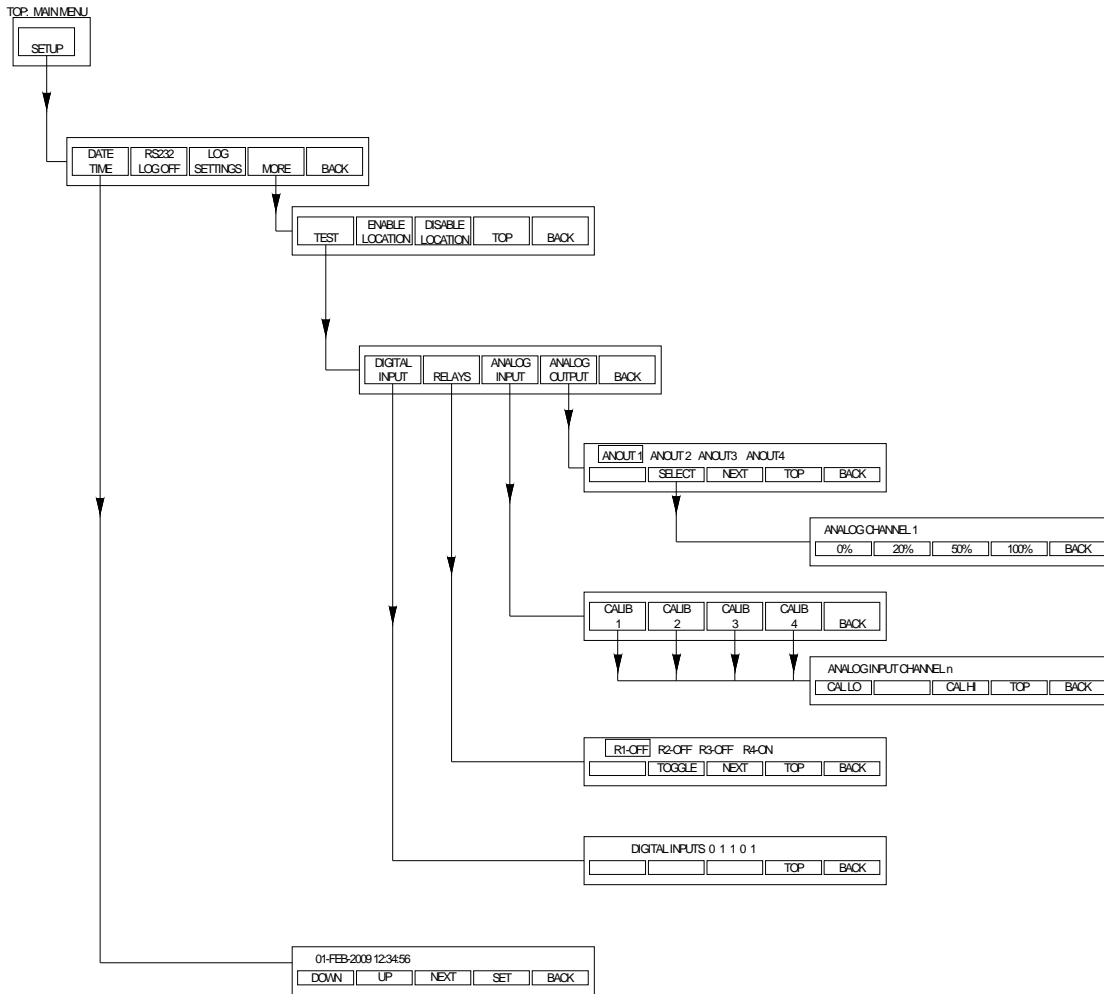 TOP: MAIN MENU
SETUP
DATE TIME RS232 LOG OFF LOG SETTINGS MORE BACK
TEST ENABLE LOCATION DISABLE LOCATION TOP BACK
DIGITAL INPUT RELAYS ANALOG INPUT ANALOG OUTPUT BACK
ANOUT 1 ANOUT 2 ANOUT3 ANOUT4
SELECT NEXT TOP BACK
ANALOG CHANNEL 1
0% 20% 50% 100% BACK
CALIB 1 CALIB 2 CALIB 3 CALIB 4 BACK
ANALOG INPUT CHANNEL n
CAL LO CAL HI TOP BACK
R1-OFF R2-OFF R3-OFF R4-ON
TOGGLE NEXT TOP BACK
DIGITAL INPUTS 0 1 1 0 1
TOP BACK
01-FEB-2009 12:34:56
DOWN UP NEXT SET BACK